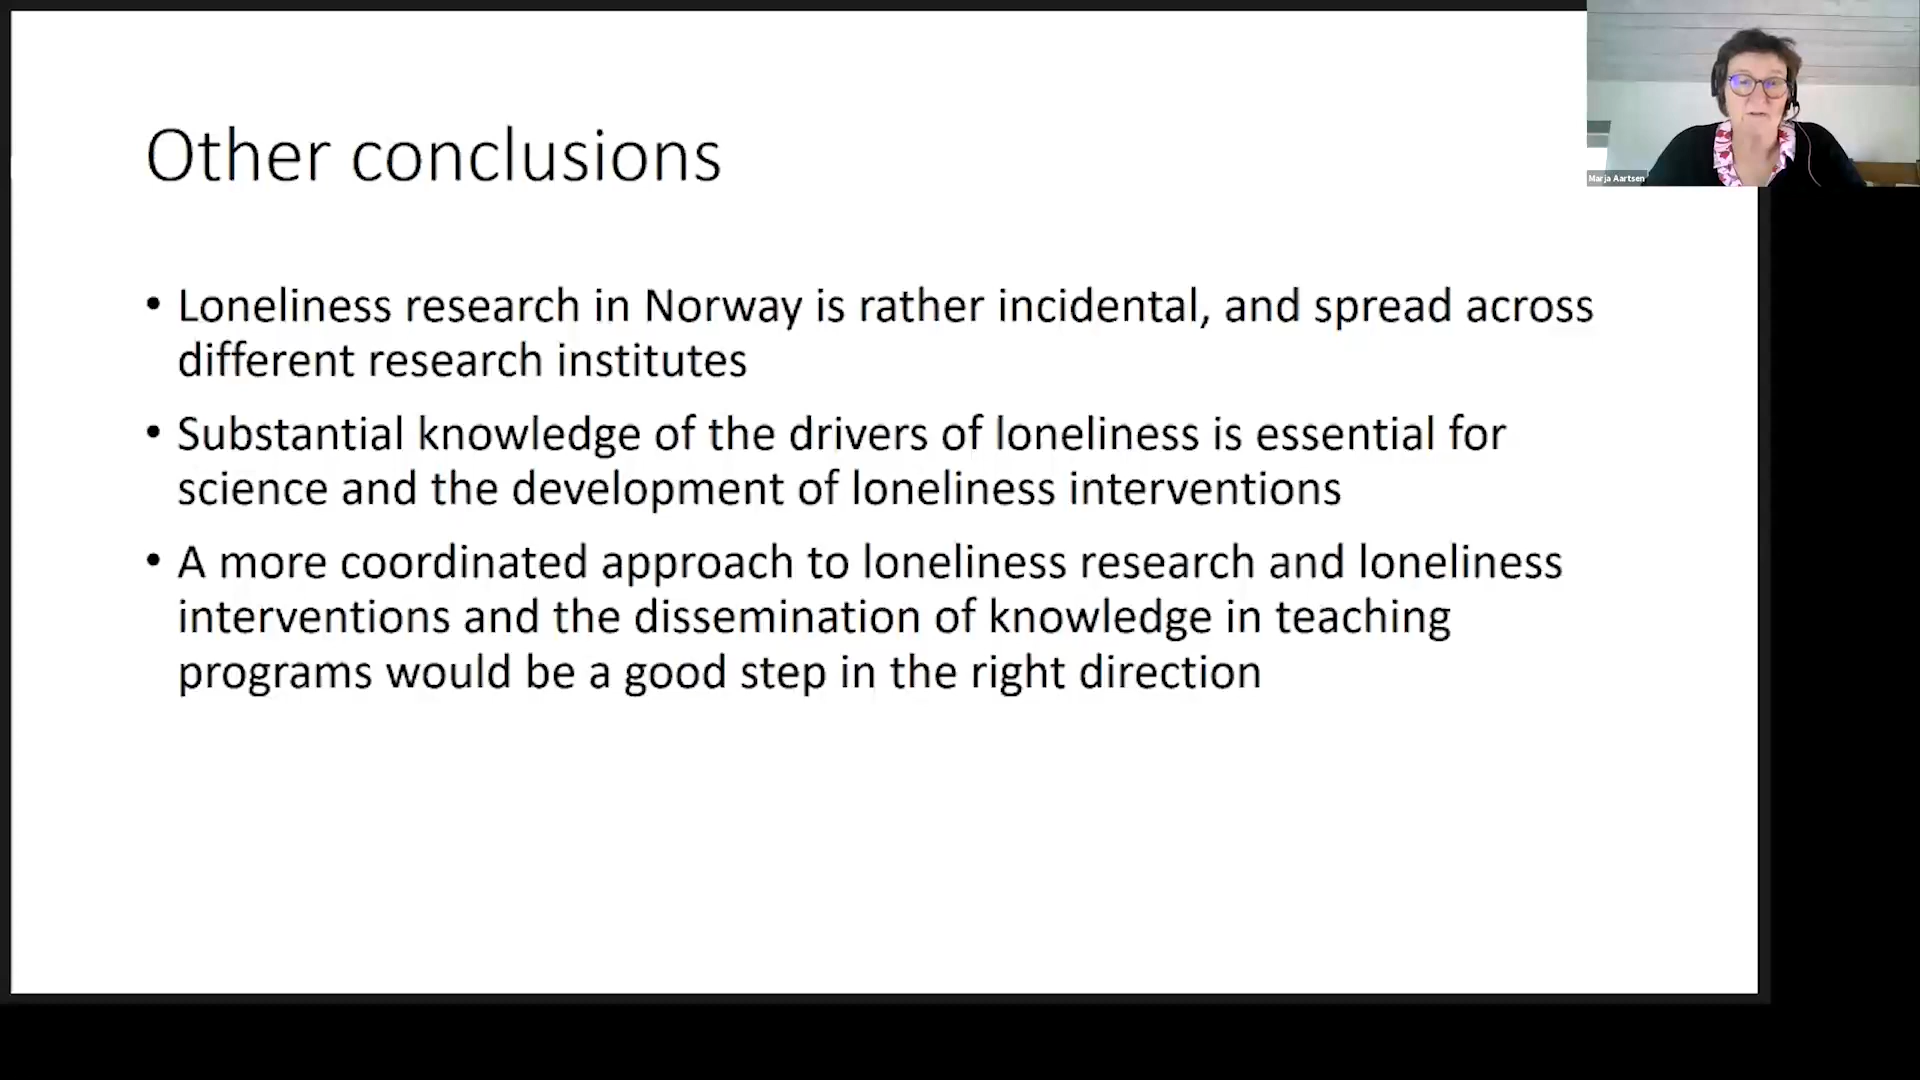 Other conclusions
• Loneliness research in Norway is rather incidental, and spread across
different research institutes
• Substantial knowledge of the drivers of loneliness is essential for
science and the development of loneliness interventions
• A more coordinated approach to loneliness research and loneliness
interventions and the dissemination of knowledge in teaching
programs would be a good step in the right direction
Marja Aartsen